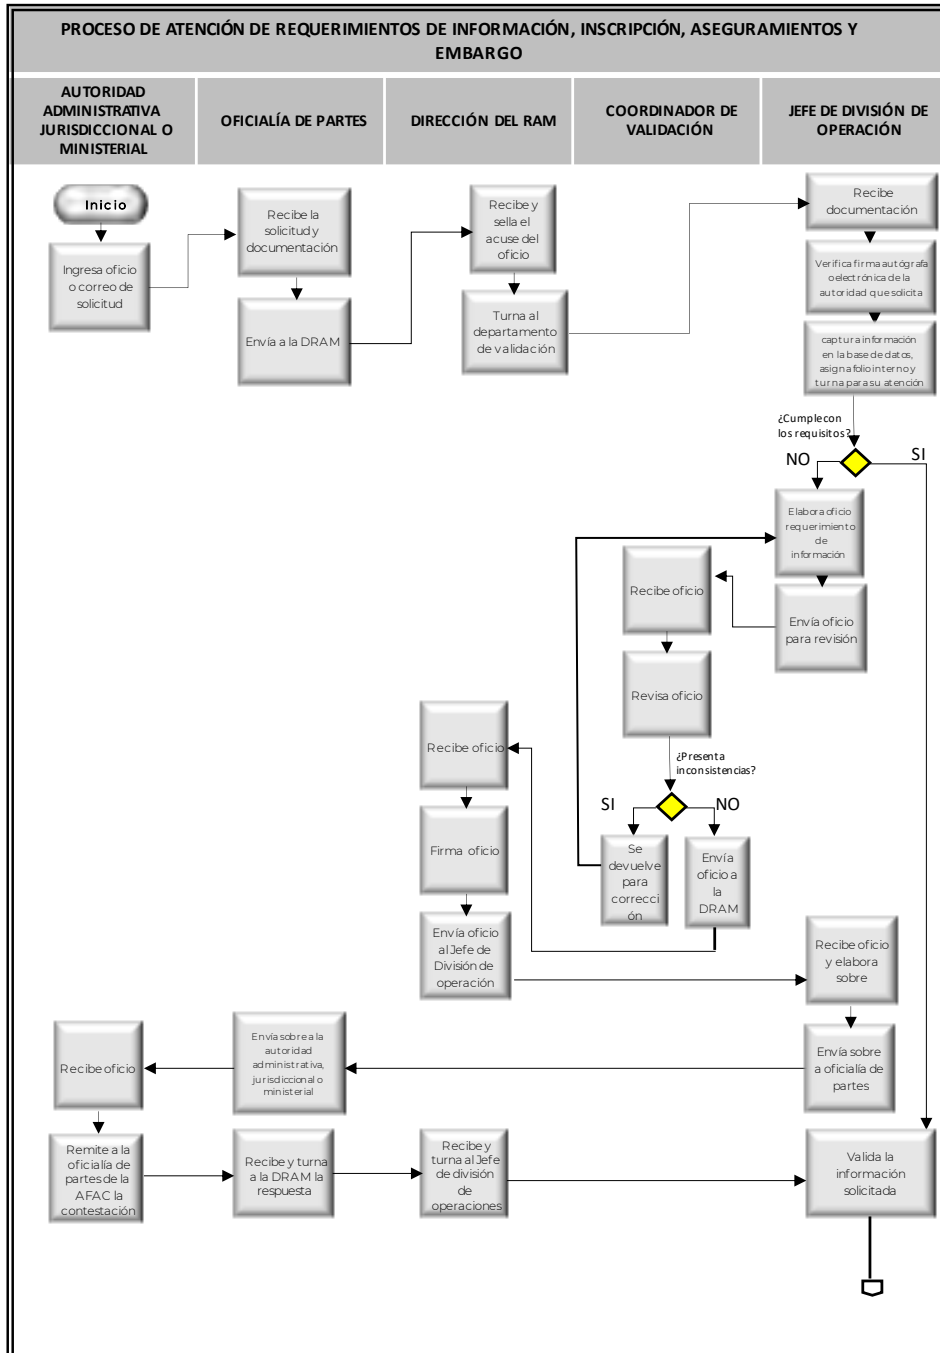 PROCESO DE ATENCIÓN DE REQUERIMIENTOS DE INFORMACIÓN, INSCRIPCIÓN, ASEGURAMIENTOS Y
EMBARGO
AUTORIDAD
ADMINISTRATIVA
JURISDICCIONAL O
MINISTERIAL
OFICIALÍA DE PARTES
DIRECCIÓN DEL RAM
COORDINADOR DE
VALIDACIÓN
JEFE DE DIVISIÓN DE
OPERACIÓN
Inicio
Ingresa oficio
o correo de
solicitud
Recibe la
solicitud y
documentación
Envía a la DRAM
Recibe y
sella el
acuse del
oficio
Turna al
departamento
de validación
Recibe
documentación
Verifica firma autógrafa
o electrónica de la
autoridad que solicita
captura información
en la base de datos,
asigna folio interno y
turna para su atención
¿Cumple con
los requisitos?
NO
SI
Elabora oficio
requerimiento
de
información
Envía oficio
para revisión
Recibe oficio
Revisa oficio
¿Presenta
inconsistencias?
SI
NO
Se
devuelve
para
correcci
ón
Envía
oficio a
la
DRAM
Recibe oficio
Firma oficio
Envía oficio
al Jefe de
División de
operación
Recibe oficio
y elabora
sobre
Envía sobre
a oficialía de
partes
Envía sobre a la
autoridad
administrativa,
jurisdiccional o
ministerial
Recibe oficio
Remite a la
oficialía de
partes de la
AFAC la
contestación
Recibe y turna
a la DRAM la
respuesta
Recibe y
turna al Jefe
de división
de
operaciones
Valida la
información
solicitada